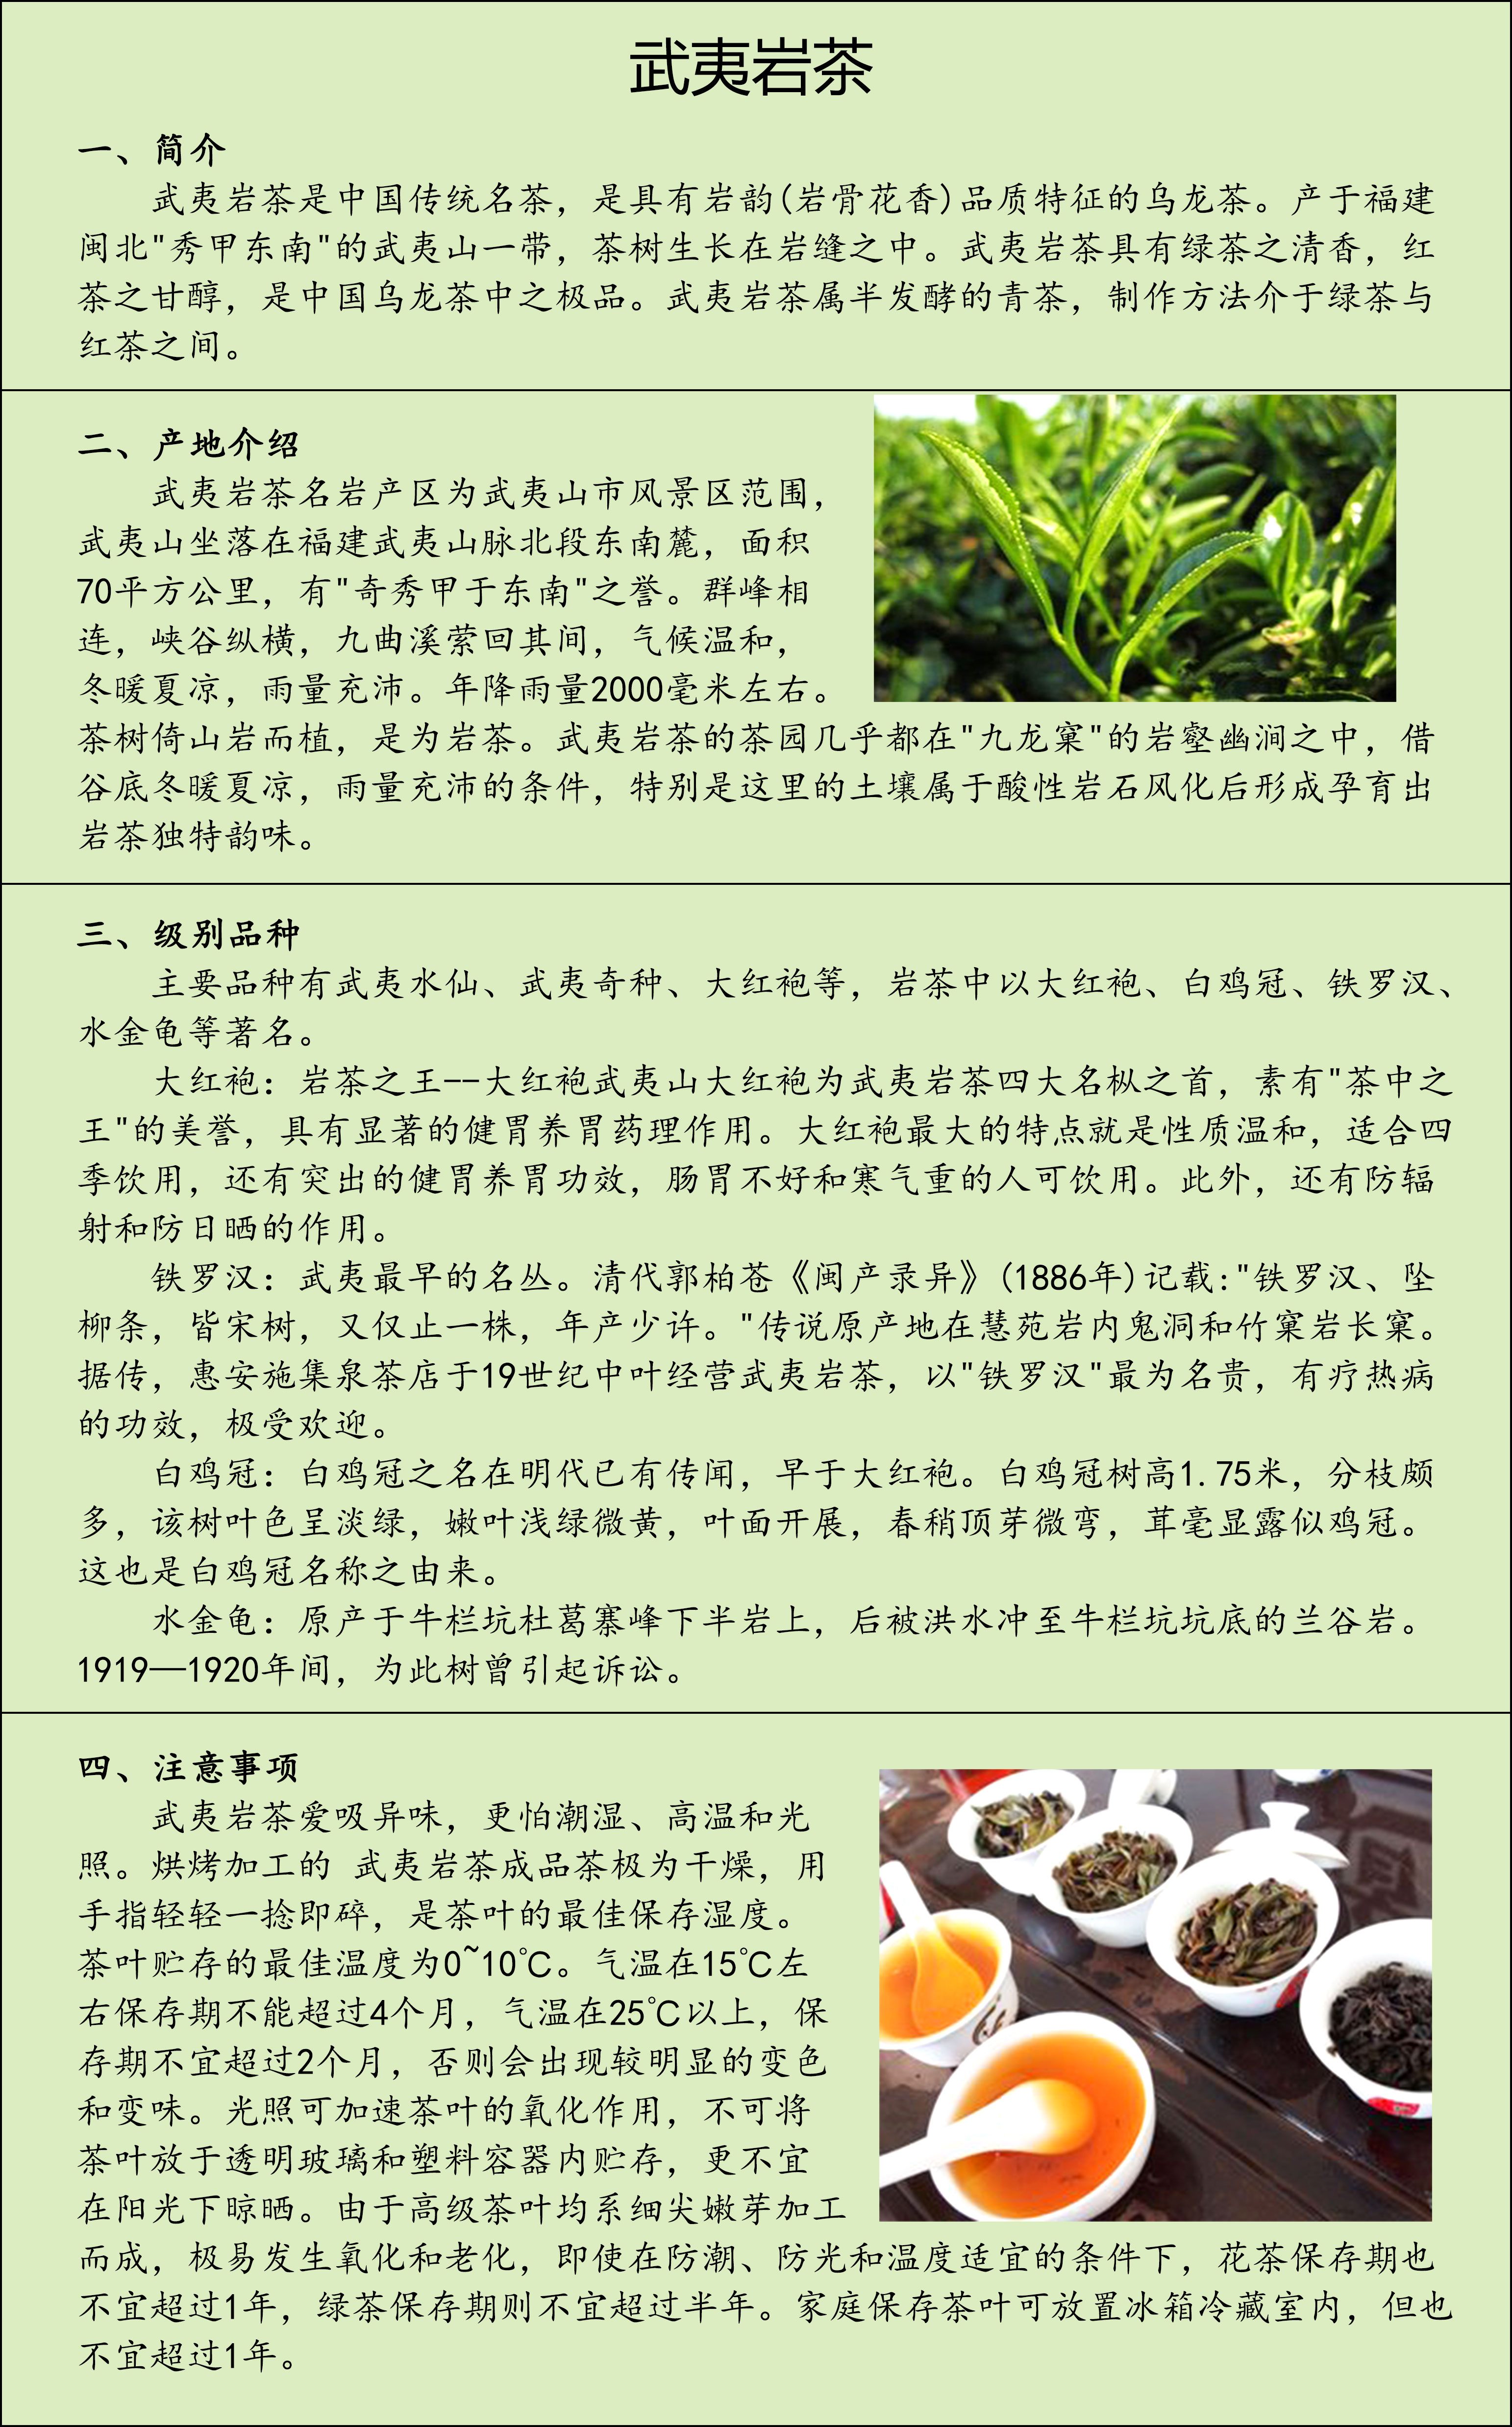 武夷岩茶
一、简介
武夷岩茶是中国传统名茶，是具有岩韵(岩骨花香)品质特征的乌龙茶。产于福建
闽北"秀甲东南"的武夷山一带，茶树生长在岩缝之中。武夷岩茶具有绿茶之清香，红
茶之甘醇，是中国乌龙茶中之极品。武夷岩茶属半发酵的青茶，制作方法介于绿茶与
红茶之间。
二、产地介绍
武夷岩茶名岩产区为武夷山市风景区范围，
武夷山坐落在福建武夷山脉北段东南麓，面积
70平方公里，有"奇秀甲于东南"之誉。群峰相
连，峡谷纵横，九曲溪萦回其间，气候温和，
冬暖夏凉，雨量充沛。年降雨量2000毫米左右。
茶树倚山岩而植，是为岩茶。武夷岩茶的茶园几乎都在"九龙窠"的岩壑幽涧之中，借
谷底冬暖夏凉，雨量充沛的条件，特别是这里的土壤属于酸性岩石风化后形成孕育出
岩茶独特韵味。
三、级别品种
主要品种有武夷水仙、武夷奇种、大红袍等，岩茶中以大红袍、白鸡冠、铁罗汉、
水金龟等著名。
大红袍：岩茶之王--大红袍武夷山大红袍为武夷岩茶四大名枞之首，素有"茶中之
王"的美誉，具有显著的健胃养胃药理作用。大红袍最大的特点就是性质温和，适合四
季饮用，还有突出的健胃养胃功效，肠胃不好和寒气重的人可饮用。此外，还有防辐
射和防日晒的作用。
铁罗汉：武夷最早的名丛。清代郭柏苍《闽产录异》(1886年)记载:"铁罗汉、坠
柳条，皆宋树，又仅止一株，年产少许。"传说原产地在慧苑岩内鬼洞和竹窠岩长窠。
据传，惠安施集泉茶店于19世纪中叶经营武夷岩茶，以"铁罗汉"最为名贵，有疗热病
的功效，极受欢迎。
白鸡冠：白鸡冠之名在明代已有传闻，早于大红袍。白鸡冠树高1.75米，分枝颇
多，该树叶色呈淡绿，嫩叶浅绿微黄，叶面开展，春稍顶芽微弯，茸毫显露似鸡冠。
这也是白鸡冠名称之由来。
水金龟：原产于牛栏坑杜葛寨峰下半岩上，后被洪水冲至牛栏坑坑底的兰谷岩。
1919—1920年间，为此树曾引起诉讼。
四、注意事项
武夷岩茶爱吸异味，更怕潮湿、高温和光
照。烘烤加工的 武夷岩茶成品茶极为干燥，用
手指轻轻一捻即碎，是茶叶的最佳保存湿度。
茶叶贮存的最佳温度为0~10℃。气温在15℃左
右保存期不能超过4个月，气温在25℃以上，保
存期不宜超过2个月，否则会出现较明显的变色
和变味。光照可加速茶叶的氧化作用，不可将
茶叶放于透明玻璃和塑料容器内贮存，更不宜
在阳光下晾晒。由于高级茶叶均系细尖嫩芽加工
而成，极易发生氧化和老化，即使在防潮、防光和温度适宜的条件下，花茶保存期也
不宜超过1年，绿茶保存期则不宜超过半年。家庭保存茶叶可放置冰箱冷藏室内，但也
不宜超过1年。